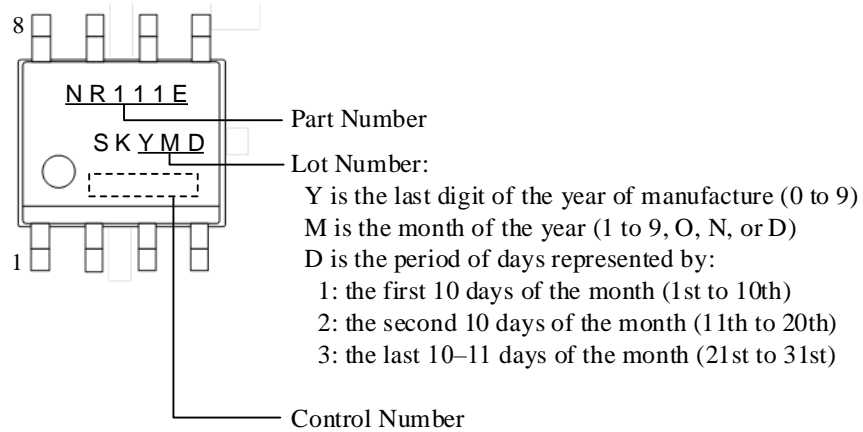 8
NR111E
SKYMD
1
Part Number
Lot Number:
Y is the last digit of the year of manufacture (0 to 9)
M is the month of the year (1 to 9, O, N, or D)
D is the period of days represented by:
1: the first 10 days of the month (1st to 10th)
2: the second 10 days of the month (11th to 20th)
3: the last 10–11 days of the month (21st to 31st)
Control Number